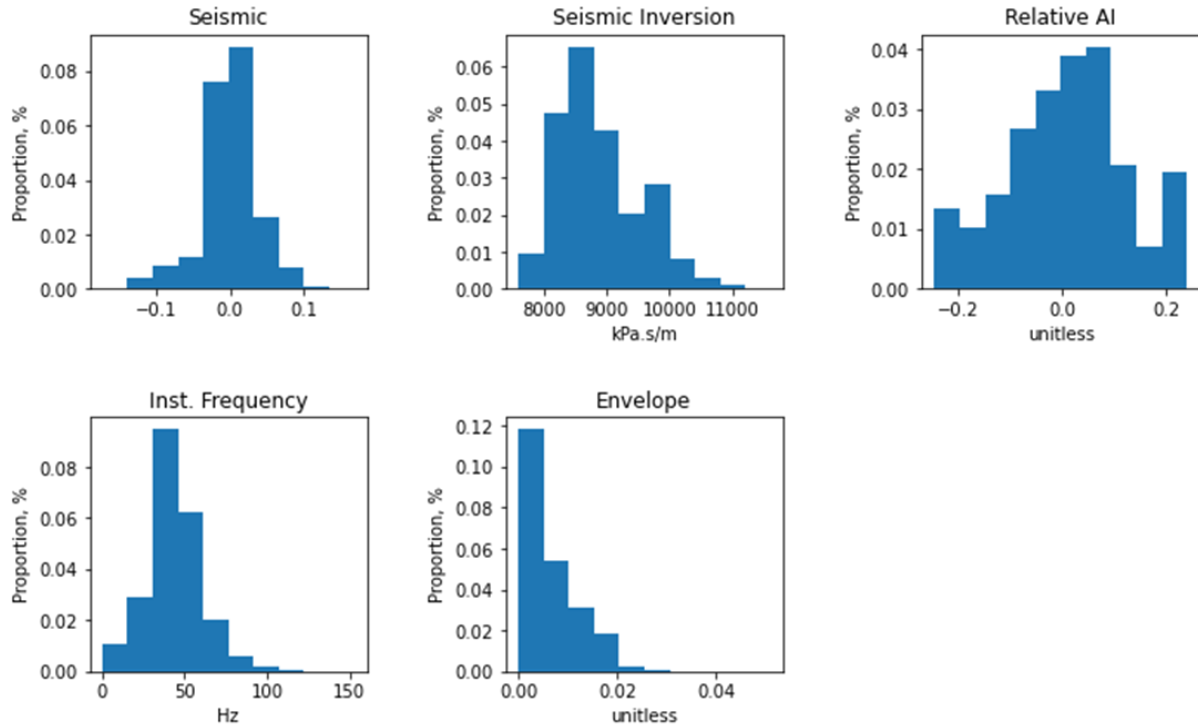 Seismic
Proportion, %
0.08
0.06
0.04
0.02
0.00
−0.1 0.0 0.1
Seismic Inversion
Proportion, %
0.06
0.05
0.04
0.03
0.02
0.01
0.00
8000 9000 10000 11000
kPa.s/m
Relative AI
Proportion, %
0.04
0.03
0.02
0.01
0.00
−0.2 0.0 0.2
unitless
Inst. Frequency
Proportion, %
0.08
0.06
0.04
0.02
0.00
0 50 100 150
Hz
Envelope
Proportion, %
0.12
0.10
0.08
0.06
0.04
0.02
0.00
0.00 0.02 0.04
unitless